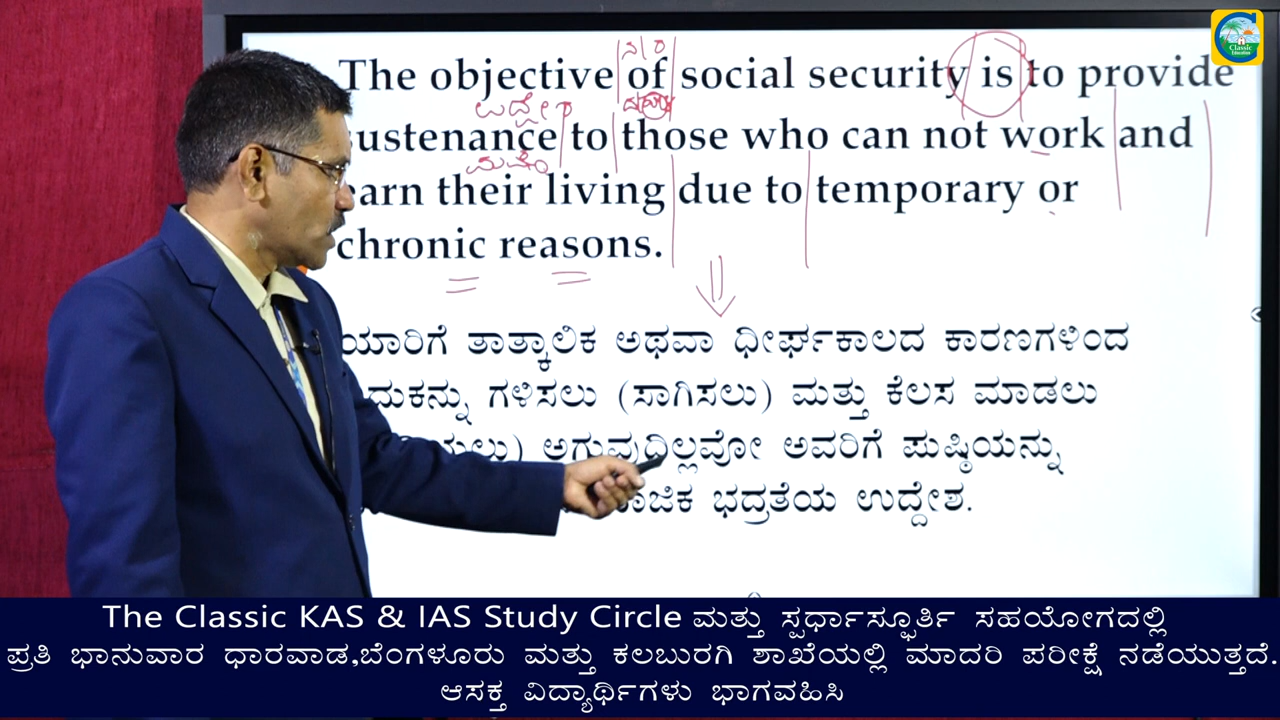 The objective of social security is to provide
sustenance to those who can not work and
earn their living due to temporary or
chronic reasons.
ಯಾರಿಗೆ ತಾತ್ಕಾಲಿಕ ಅಥವಾ ಧೀರ್ಘಕಾಲದ ಕಾರಣಗಳಿಂದ
ದುಕನ್ನು ಗಳಿಸಲು (ಸಾಗಿಸಲು) ಮತ್ತು ಕೆಲಸ ಮಾಡಲು
ಯಲು) ಅಗುವುದಿಲ್ಲವೋ ಅವರಿಗೆ ಪುಷ್ಠಿಯನ್ನು
ಾಜಿಕ ಭದ್ರತೆಯ ಉದ್ದೇಶ.
Classic
Education
The Classic KAS & IAS Study Circle ಮತ್ತು ಸ್ಪರ್ಧಾಸ್ಫೂರ್ತಿ ಸಹಯೋಗದಲ್ಲಿ
ಪ್ರತಿ ಭಾನುವಾರ ಧಾರವಾಡ,ಬೆಂಗಳೂರು ಮತ್ತು ಕಲಬುರಗಿ ಶಾಖೆಯಲ್ಲಿ ಮಾದರಿ ಪರೀಕ್ಷೆ ನಡೆಯುತ್ತದೆ.
ಆಸಕ್ತ ವಿದ್ಯಾರ್ಥಿಗಳು ಭಾಗವಹಿಸಿ